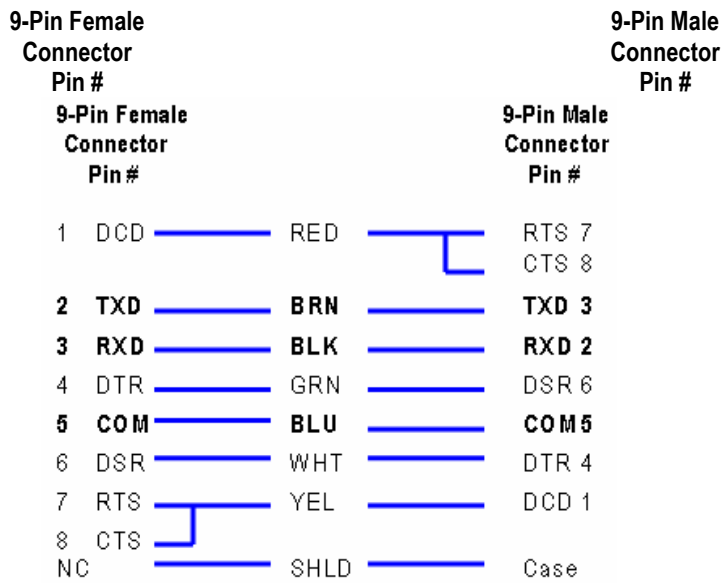 9-Pin Female 9-Pin Male
Connector Connector
Pin # Pin #
9-Pin Female 9-Pin Male
Connector Connector
Pin # Pin #
1 DCD RED RTS 7
CTS 8
2 TXD BRN TXD 3
3 RXD BLK RXD 2
4 DTR GRN DSR 6
5 COM BLU COM 5
6 DSR WHT DTR 4
7 RTS YEL DCD 1
8 CTS
NC SHLD Case